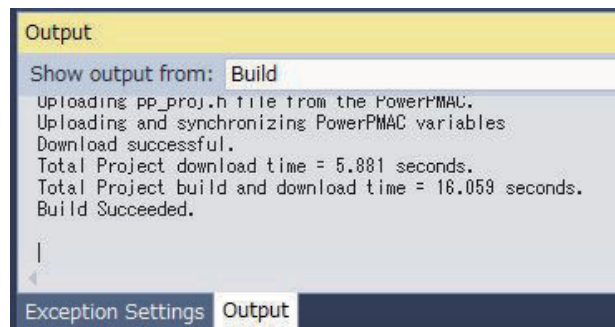 Output
Show output from: Build
Uploading pp_proj.h file from the PowerPMAC.
Uploading and synchronizing PowerPMAC variables
Download successful.
Total Project download time = 5.881 seconds.
Total Project build and download time = 16.059 seconds.
Build Succeeded.
Exception Settings Output